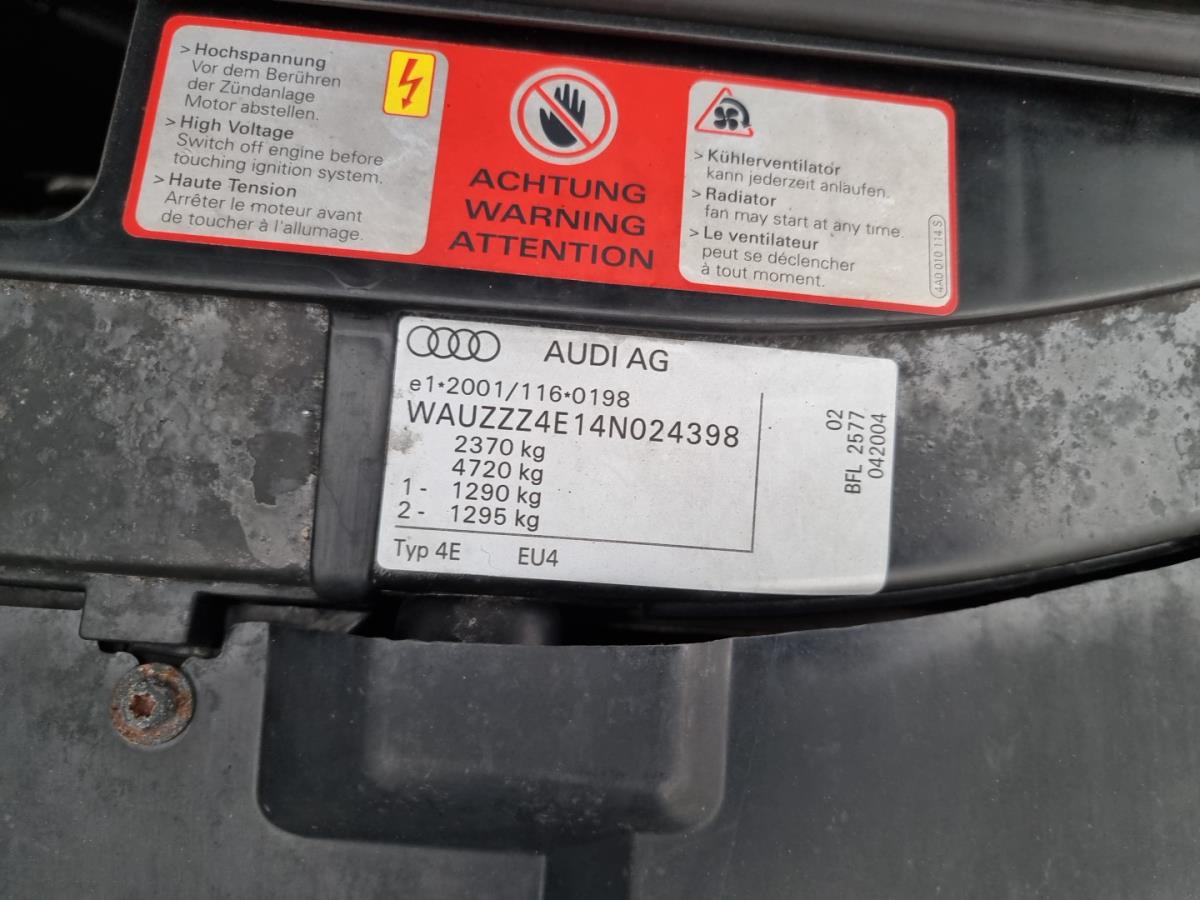 > Hochspannung
Vor dem Berühren
der Zündanlage
Motor abstellen.
> High Voltage
Switch off engine before
touching ignition system.
> Haute Tension
Arrêter le moteur avant
de toucher à l'allumage.
ACHTUNG
WARNING
ATTENTION
> Kühlerventilator
kann jederzeit anlaufen.
> Radiator
fan may start at any time.
> Le ventilateur
peut se déclencher
à tout moment.
4A0 010 114 S
AUDI AG
e1*2001/116*0198
WAUZZZ4E14N024398
2370 kg
4720 kg
1- 1290 kg
2- 1295 kg
Typ 4E EU4
02
BFL 2577
042004